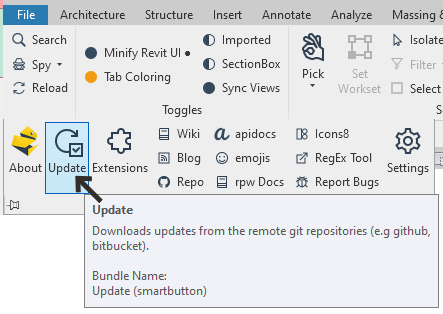 File Architecture Structure Insert Annotate Analyze Massing &
Search Minify Revit UI Imported Isolate
Spy Tab Coloring SectionBox Pick Set Workset Filter
Reload Sync Views Select
Toggles S
About Update Extensions Wiki apidocs Icons8 Settings
Blog emojis RegEx Tool
Repo rpw Docs Report Bugs
Update
Downloads updates from the remote git repositories (e.g github,
bitbucket).
Bundle Name:
Update (smartbutton)